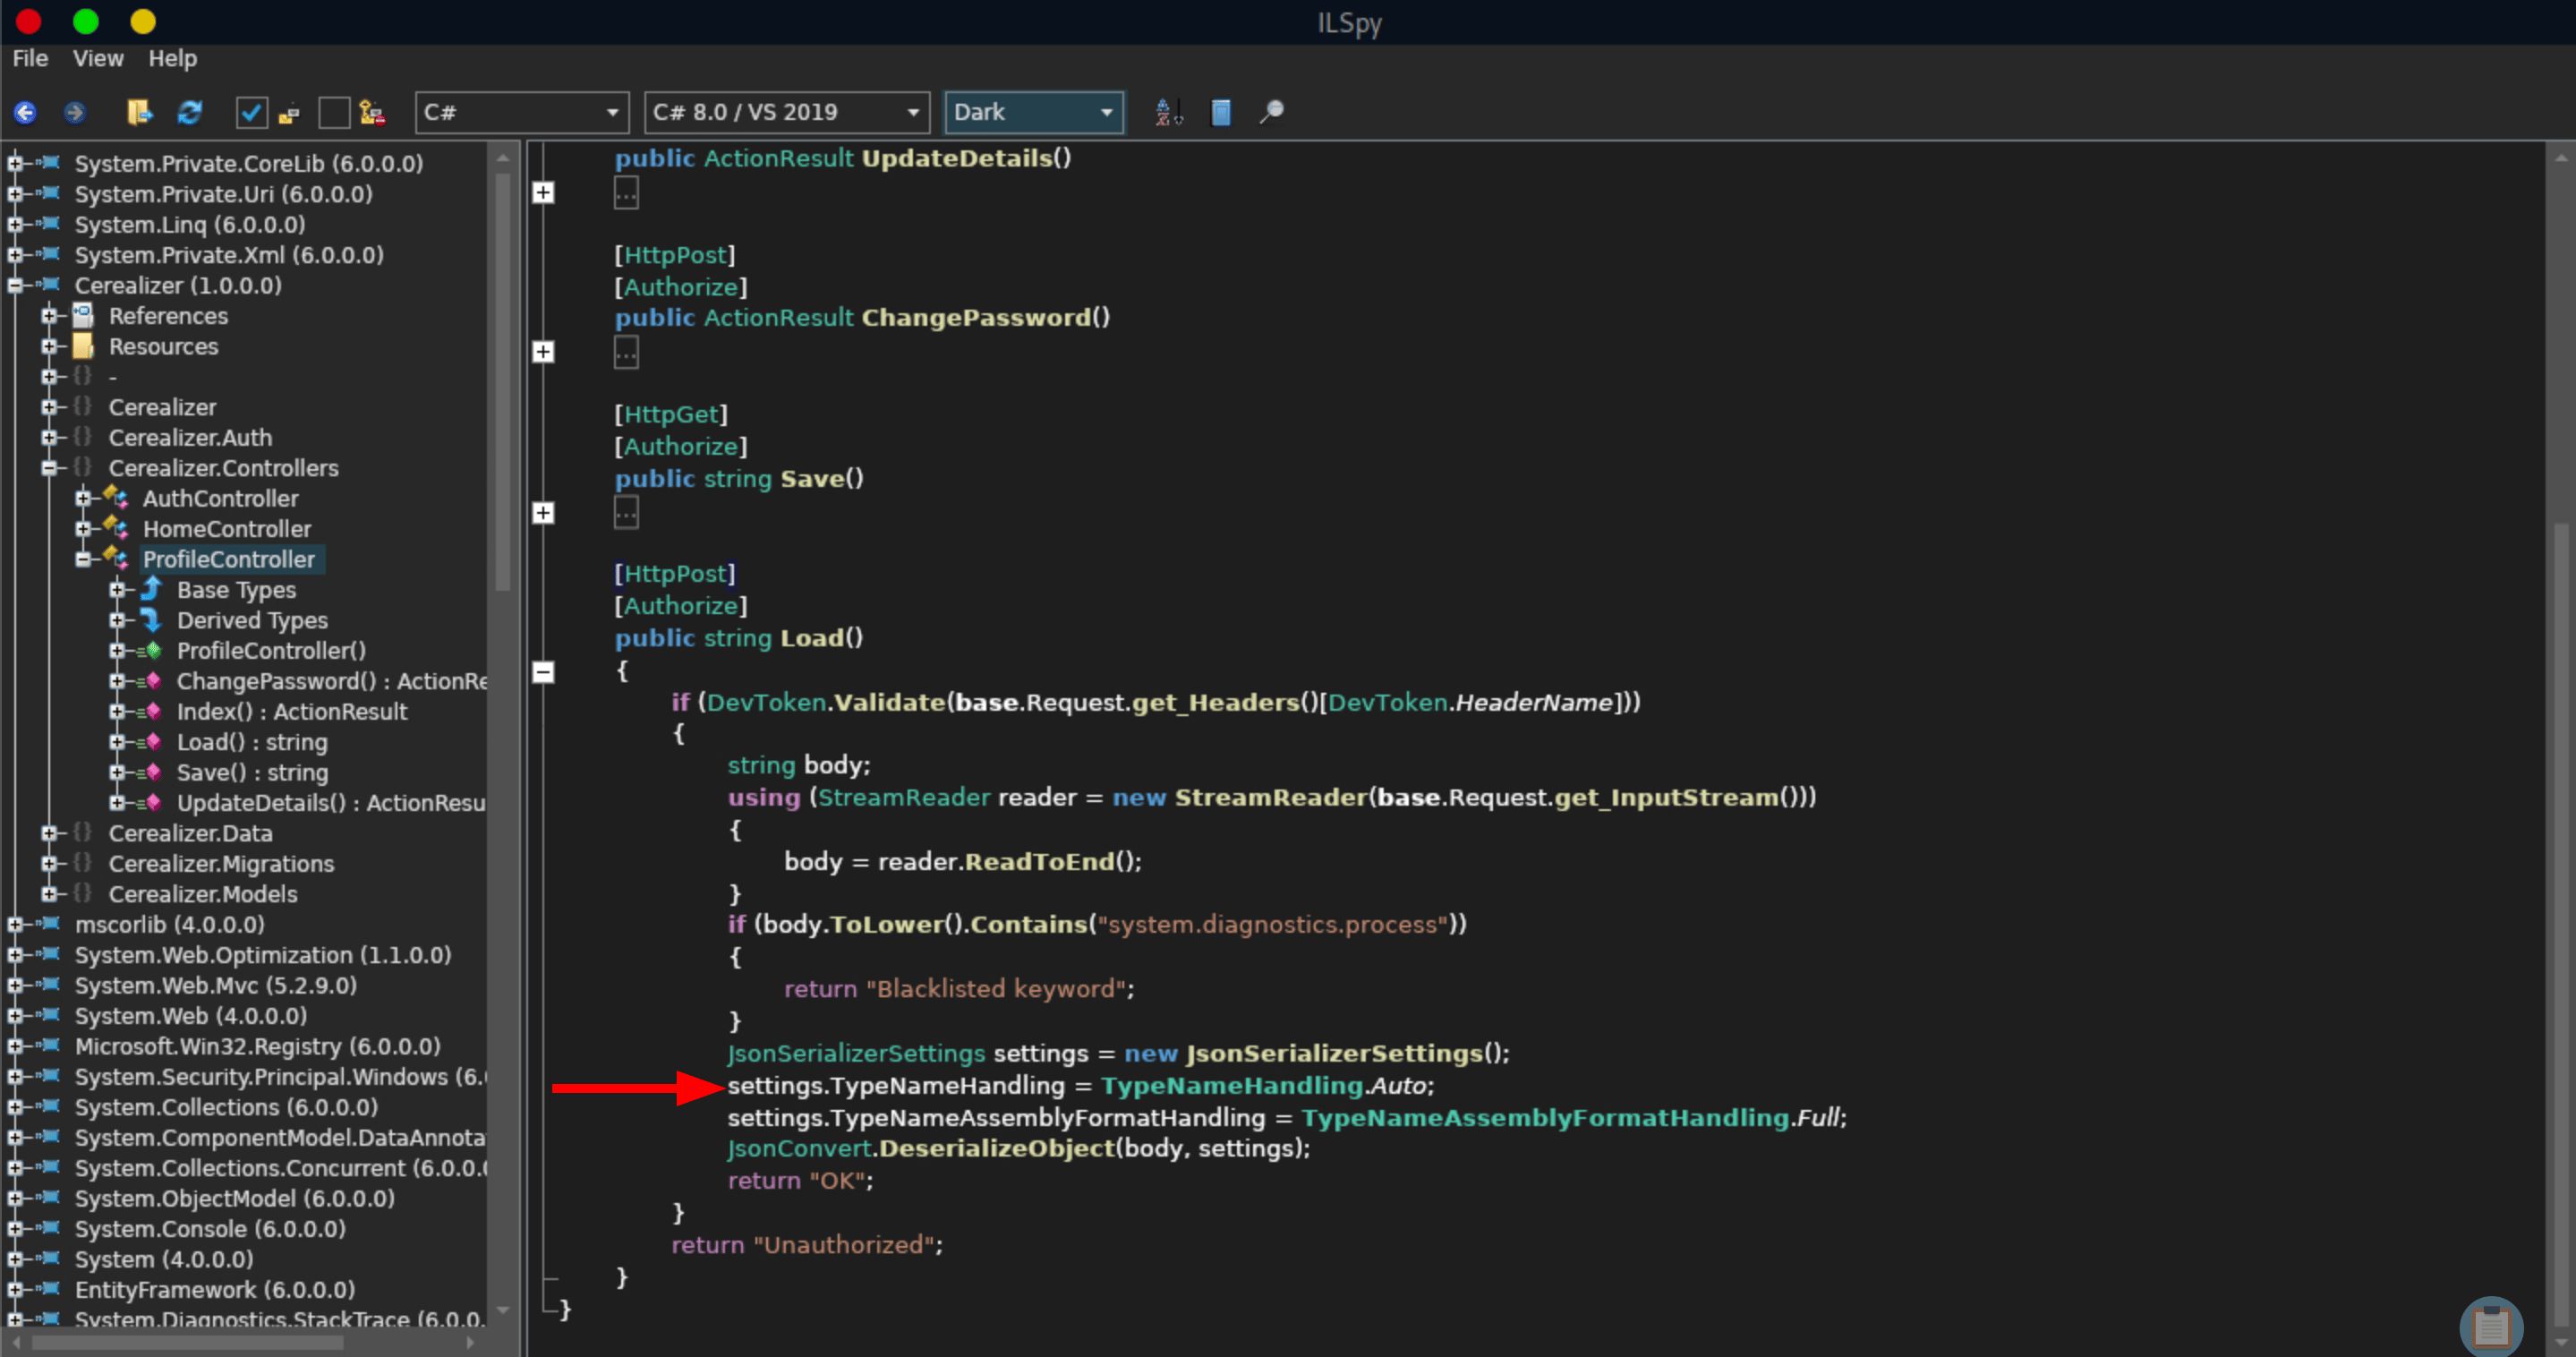 ILSpy
File View Help
C# C# 8.0 / VS 2019 Dark
System.Private.CoreLib (6.0.0.0)
System.Private.Uri (6.0.0.0)
System.Linq (6.0.0.0)
System.Private.Xml (6.0.0.0)
Cerealizer (1.0.0.0)
References
Resources
-
Cerealizer
Cerealizer.Auth
Cerealizer.Controllers
AuthController
HomeController
ProfileController
Base Types
Derived Types
ProfileController()
ChangePassword() : ActionRe
Index() : ActionResult
Load() : string
Save() : string
UpdateDetails() : ActionResu
Cerealizer.Data
Cerealizer.Migrations
Cerealizer.Models
mscorlib (4.0.0.0)
System.Web.Optimization (1.1.0.0)
System.Web.Mvc (5.2.9.0)
System.Web (4.0.0.0)
Microsoft.Win32.Registry (6.0.0.0)
System.Security.Principal.Windows (6.
System.Collections (6.0.0.0)
System.ComponentModel.DataAnnota
System.Collections.Concurrent (6.0.0.
System.ObjectModel (6.0.0.0)
System.Console (6.0.0.0)
System (4.0.0.0)
EntityFramework (6.0.0.0)
System.Diagnostics.StackTrace (6.0.0.
public ActionResult UpdateDetails()
...
[HttpPost]
[Authorize]
public ActionResult ChangePassword()
...
[HttpGet]
[Authorize]
public string Save()
...
[HttpPost]
[Authorize]
public string Load()
{
if (DevToken.Validate(base.Request.get_Headers()[DevToken.HeaderName]))
{
string body;
using (StreamReader reader = new StreamReader(base.Request.get_InputStream()))
{
body = reader.ReadToEnd();
}
if (body.ToLower().Contains("system.diagnostics.process"))
{
return "Blacklisted keyword";
}
JsonSerializerSettings settings = new JsonSerializerSettings();
settings.TypeNameHandling = TypeNameHandling.Auto;
settings.TypeNameAssemblyFormatHandling = TypeNameAssemblyFormatHandling.Full;
JsonConvert.DeserializeObject(body, settings);
return "OK";
}
return "Unauthorized";
}
}